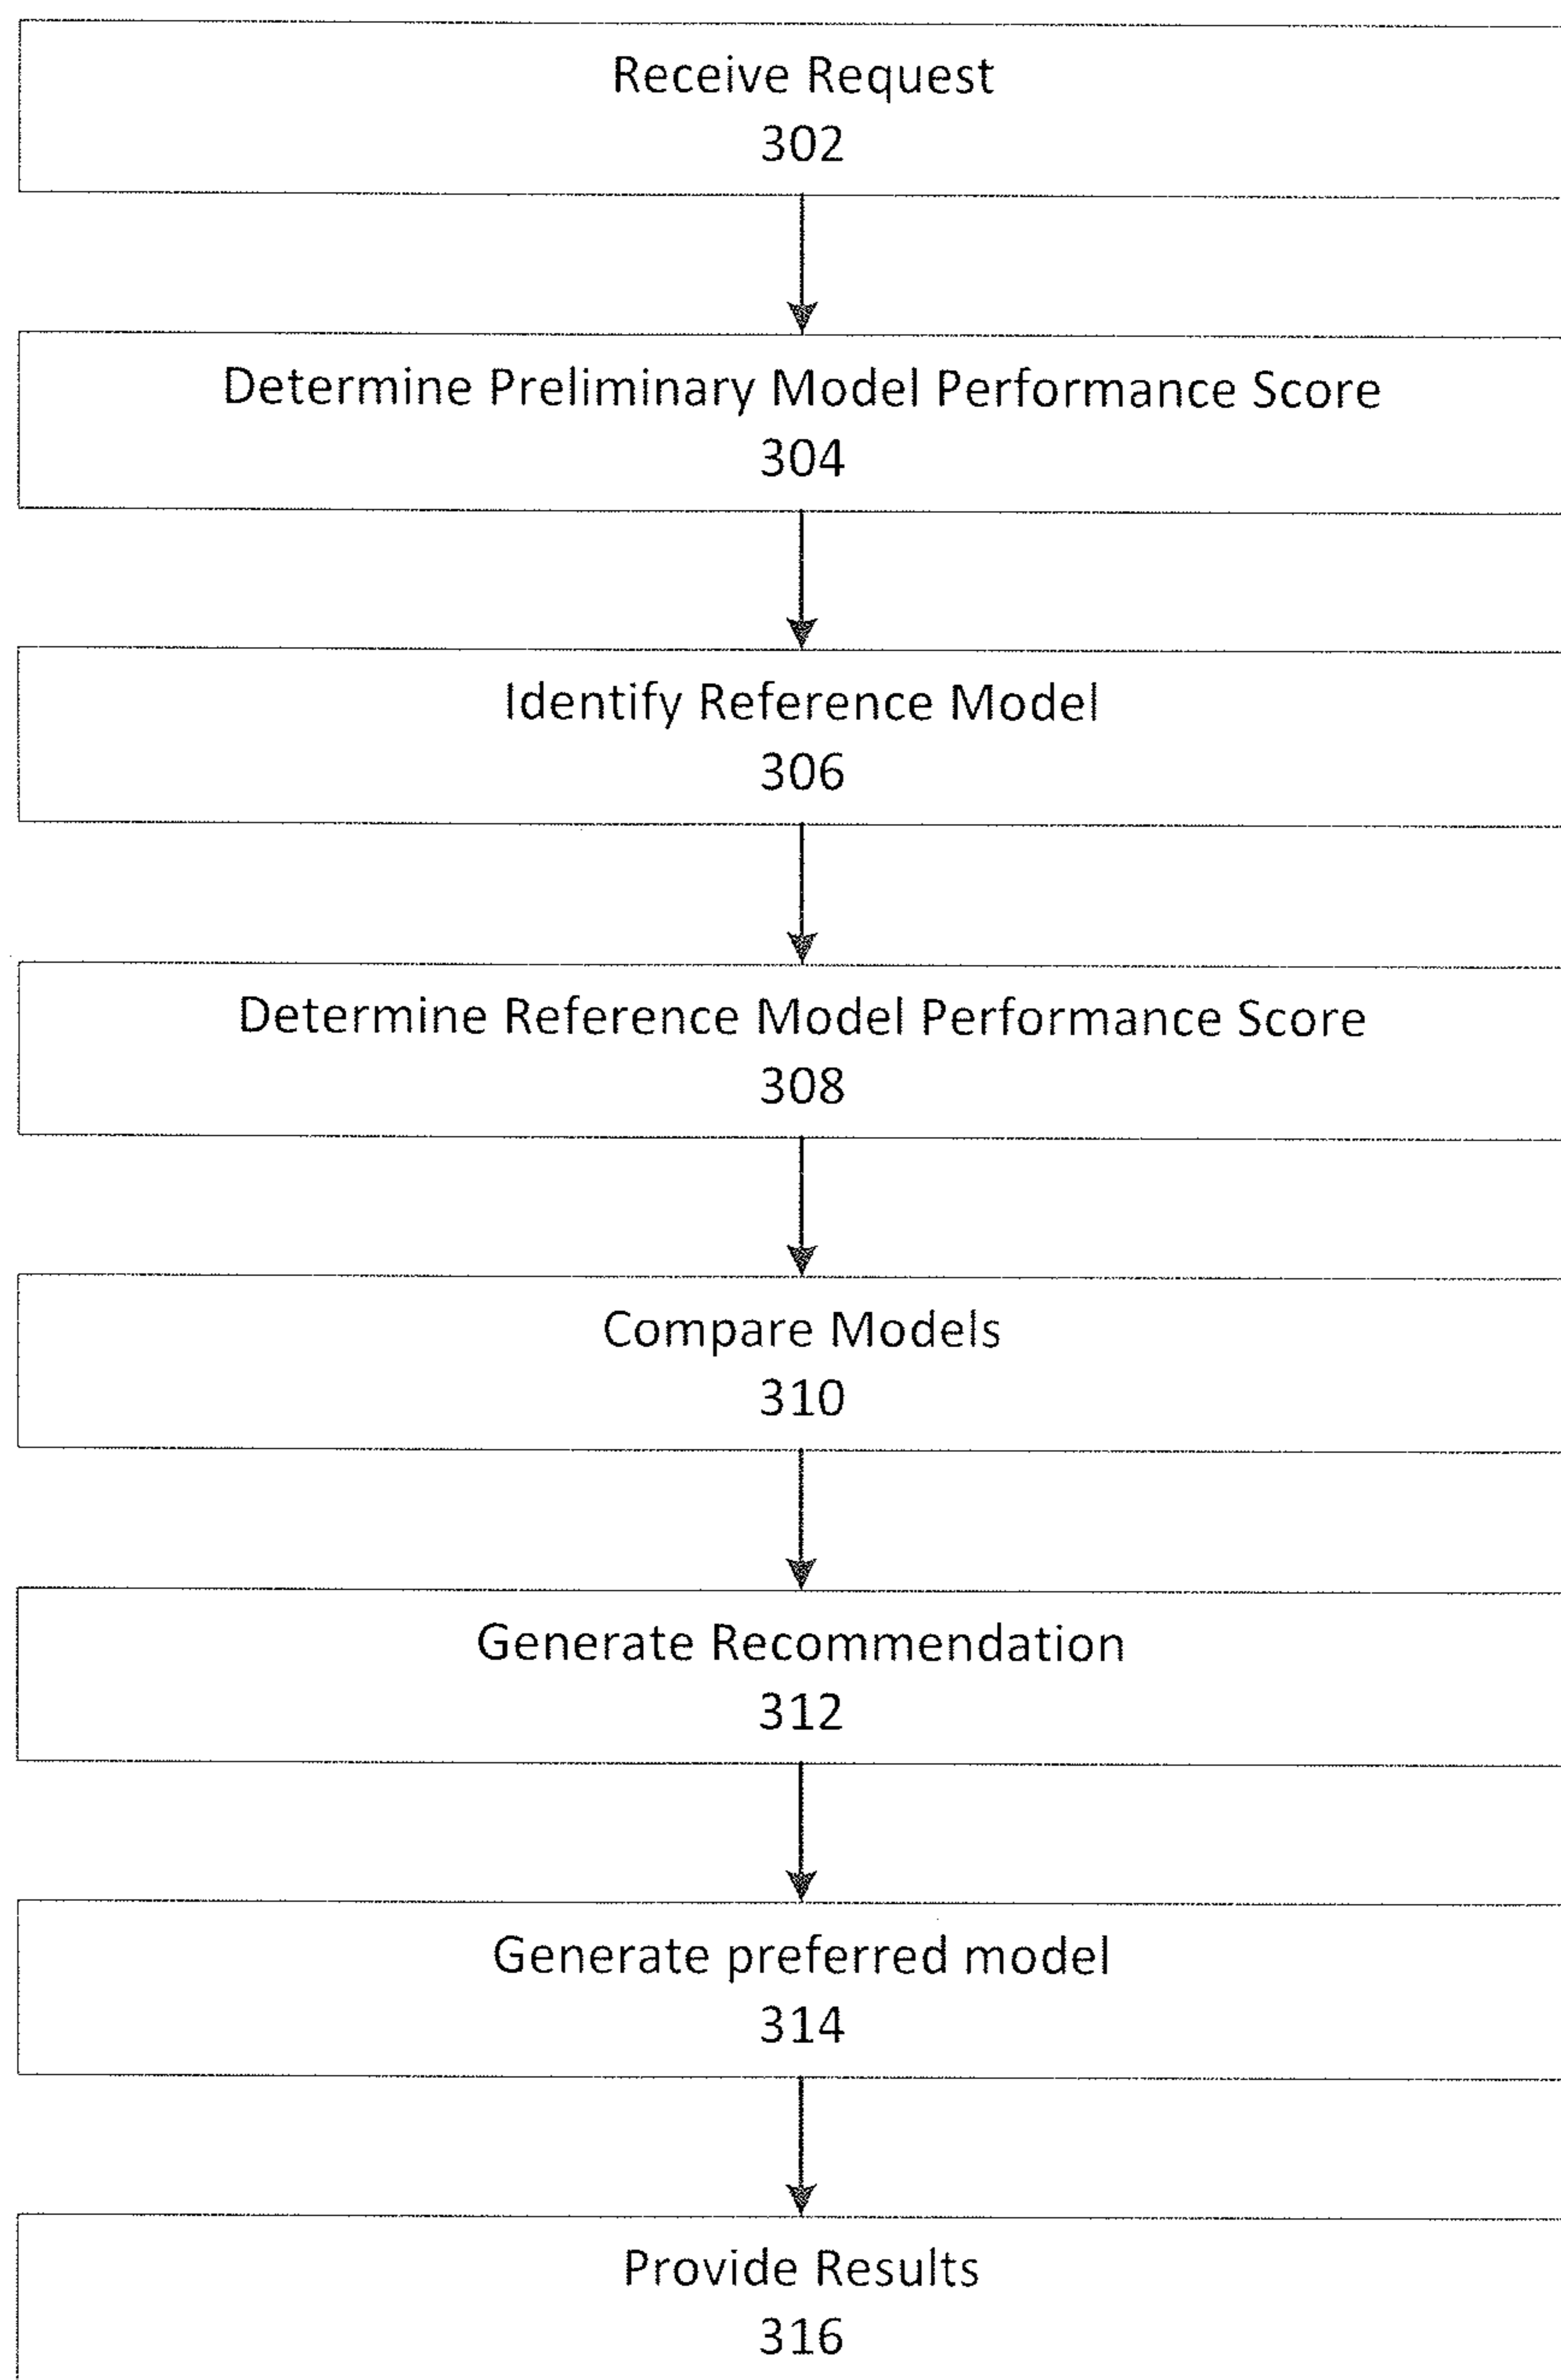 Receive Request
302
Determine Preliminary Model Performance Score
304
Identify Reference Model
306
Determine Reference Model Performance Score
308
Compare Models
310
Generate Recommendation
312
Generate preferred model
314
Provide Results
316